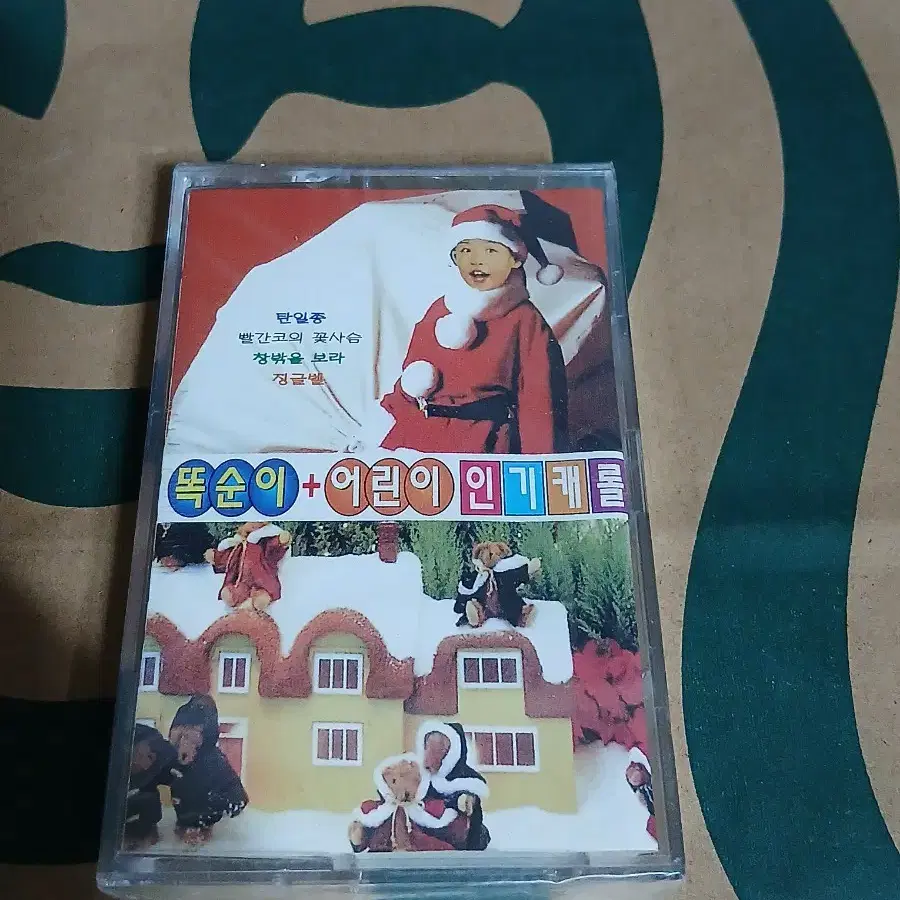 탄일종
빨간코의 꽃사슴
창밖을 보라
징글벨
똑순이+어린이 인기캐롤